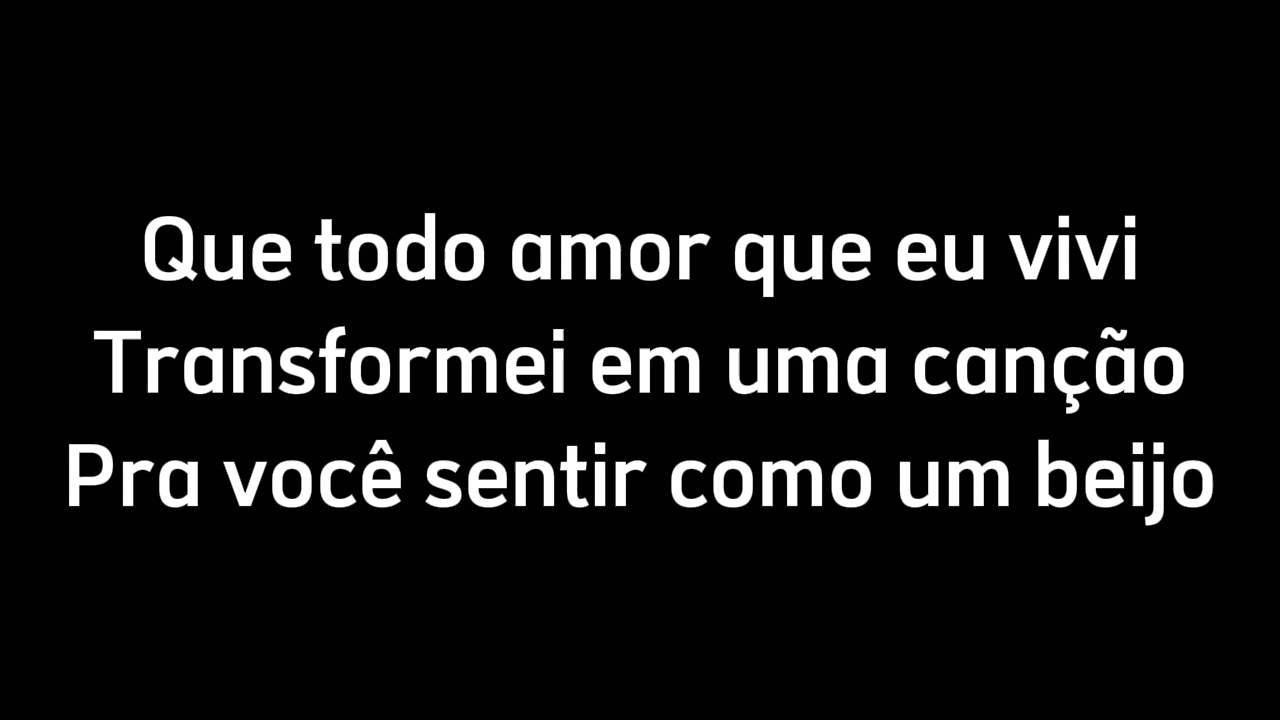 Que todo amor que eu vivi
Transformei em uma canção
Pra você sentir como um beijo